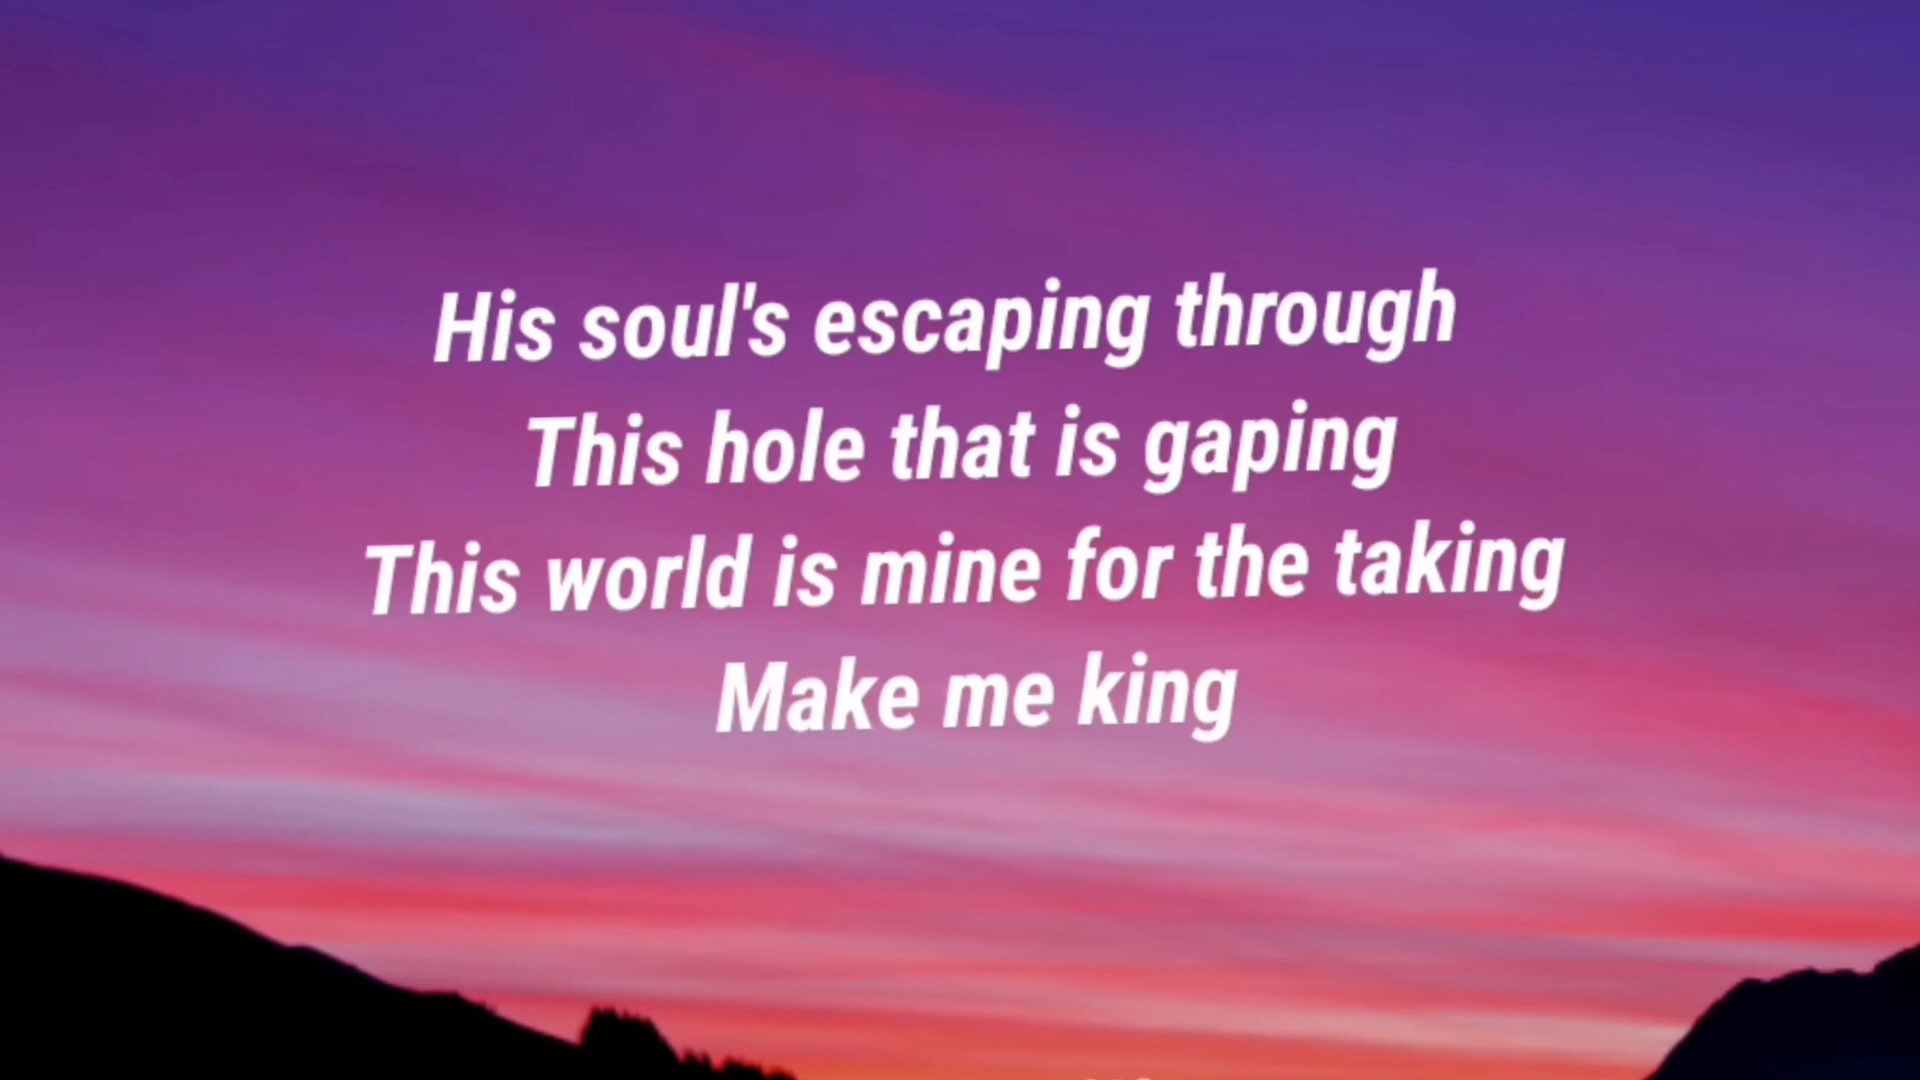 His soul's escaping through
This hole that is gaping
This world is mine for the taking
Make me king